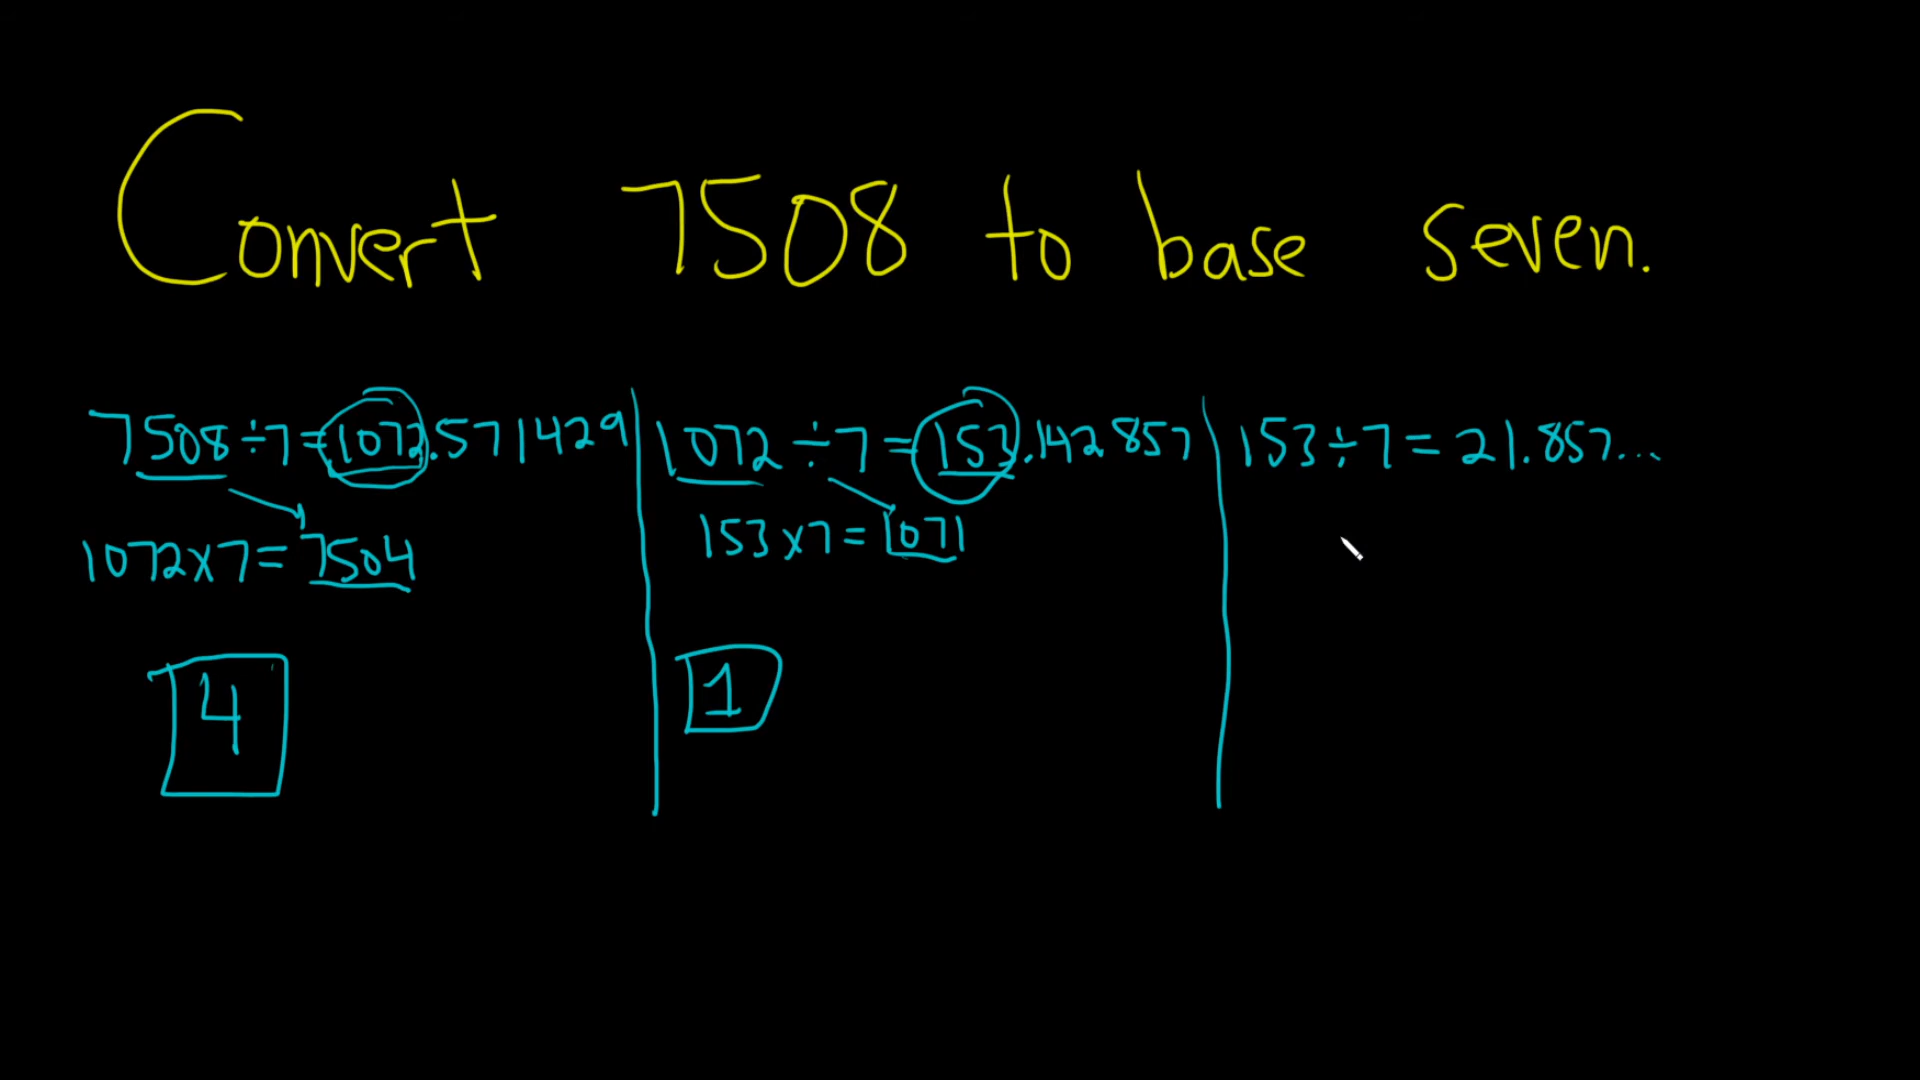 Convert 7508 to base seven.
7508÷7=1072.571429
1072x7=7504
4
1072÷7=153.142857
153x7=1071
1
153÷7=21.857...